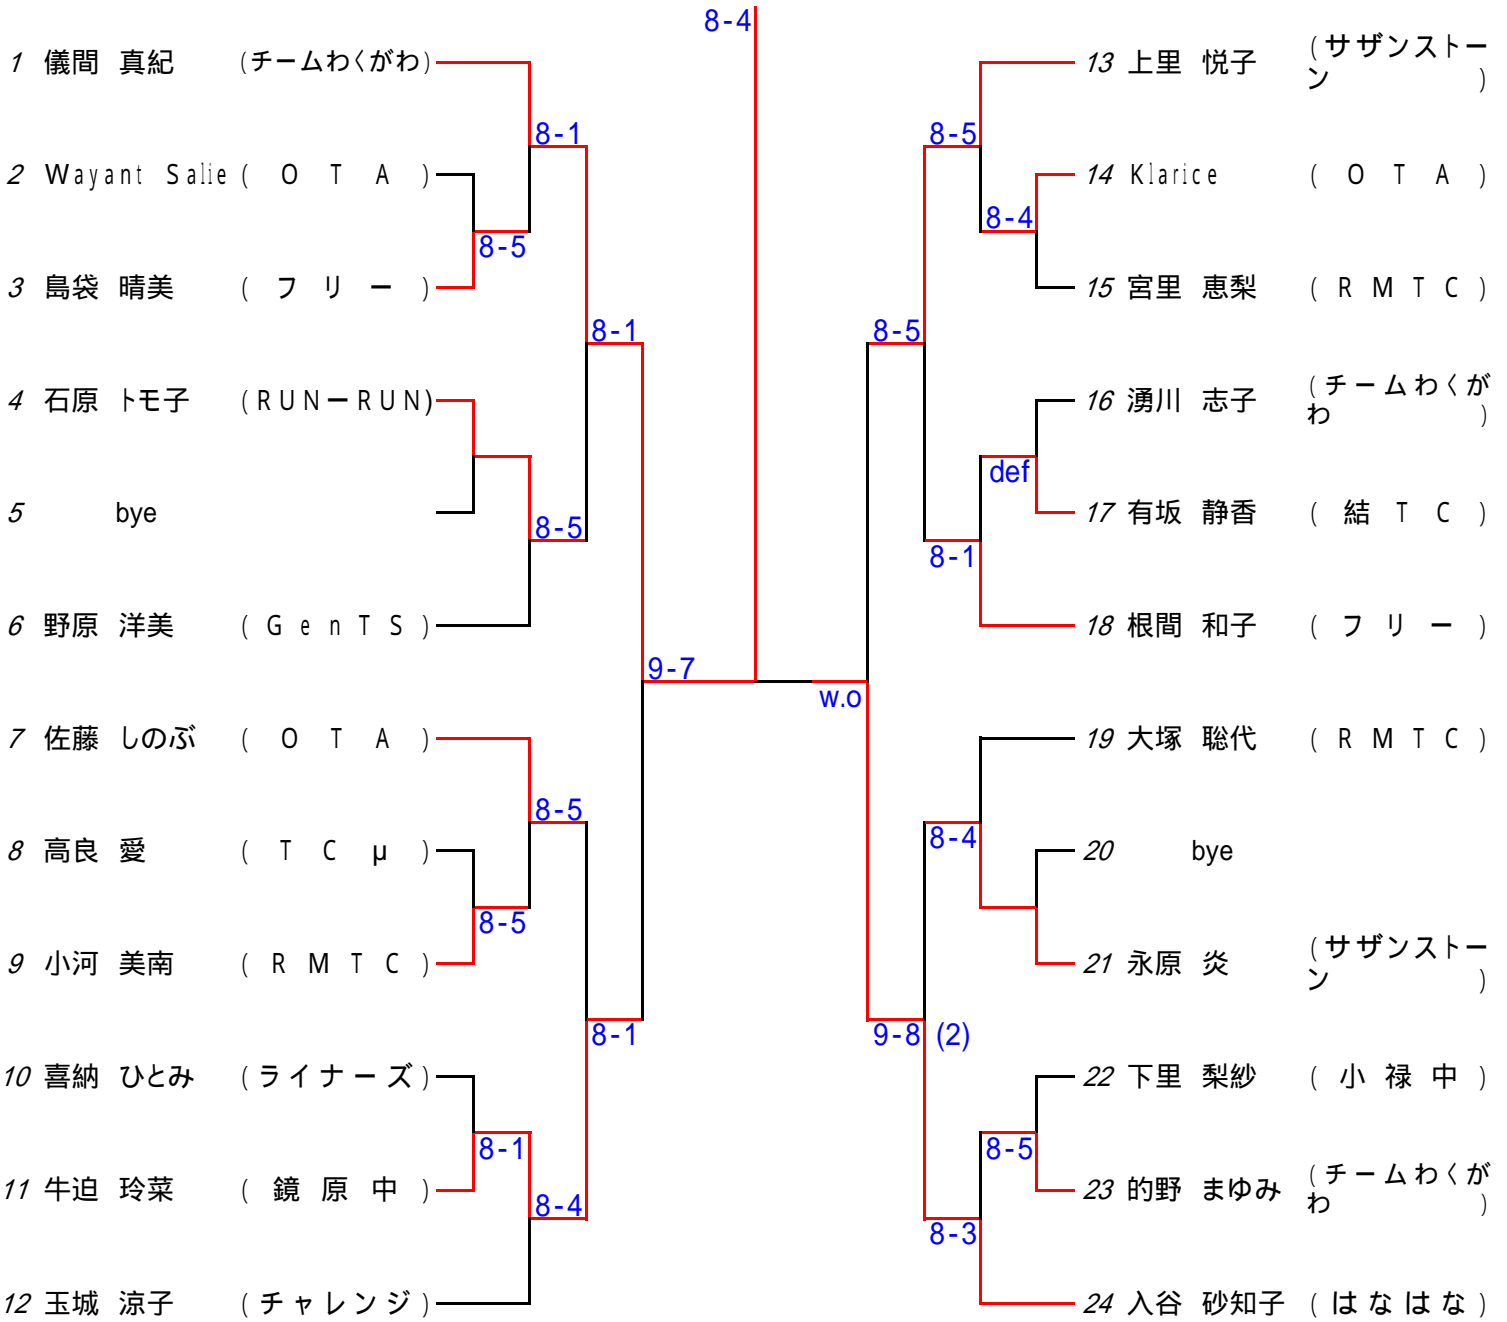 8-4
1 儀間 真紀 (チームわくがわ)
8-1
2 Wayant Salie ( O T A )
8-5
3 島袋 晴美 ( フ リ ー )
8-1
4 石原 トモ子 (RUNーRUN)
5 bye
8-5
6 野原 洋美 ( G e n T S )
9-7
7 佐藤 しのぶ ( O T A )
8-5
8 高良 愛 ( T C μ )
8-5
9 小河 美南 ( R M T C )
8-1
10 喜納 ひとみ ( ライナーズ )
8-1
11 牛迫 玲菜 ( 鏡 原 中 )
8-4
12 玉城 涼子 ( チャレンジ )
13 上里 悦子 ( サザンストー
ン )
8-5
14 Klarice ( O T A )
8-4
15 宮里 恵梨 ( R M T C )
8-5
16 湧川 志子 ( チームわくが
わ )
def
17 有坂 静香 ( 結 T C )
8-1
18 根間 和子 ( フ リ ー )
w.o
19 大塚 聡代 ( R M T C )
8-4
20 bye
21 永原 炎 ( サザンストー
ン )
9-8 (2)
22 下里 梨紗 ( 小 禄 中 )
8-5
23 的野 まゆみ ( チームわくが
わ )
8-3
24 入谷 砂知子 ( はなはな )